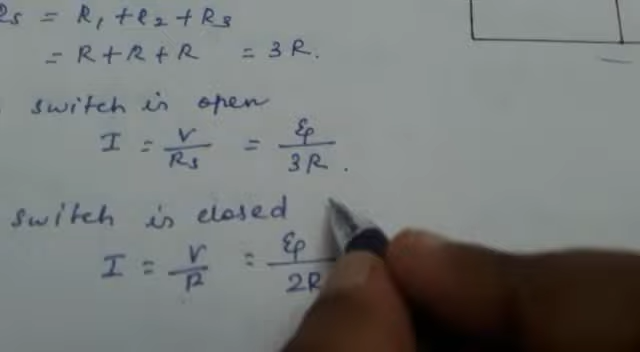 Rs = R1 + R2 + R3
= R + R + R = 3R.
switch is open
I = V/Rs = Ep/3R.
switch is closed
I = V/R = Ep/2R